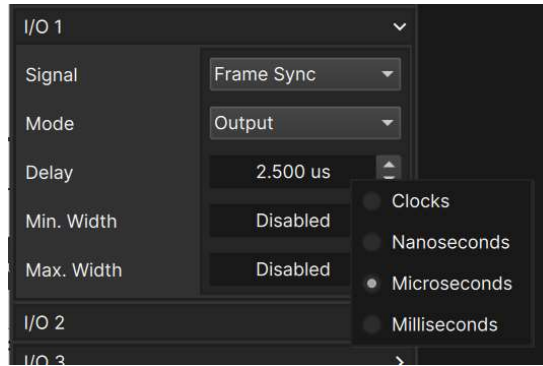 I/O 1
Signal Frame Sync
Mode Output
Delay 2.500 us
Clocks
Min. Width Disabled
Nanoseconds
Max. Width Disabled
Microseconds
I/O 2
Milliseconds
I/O 3